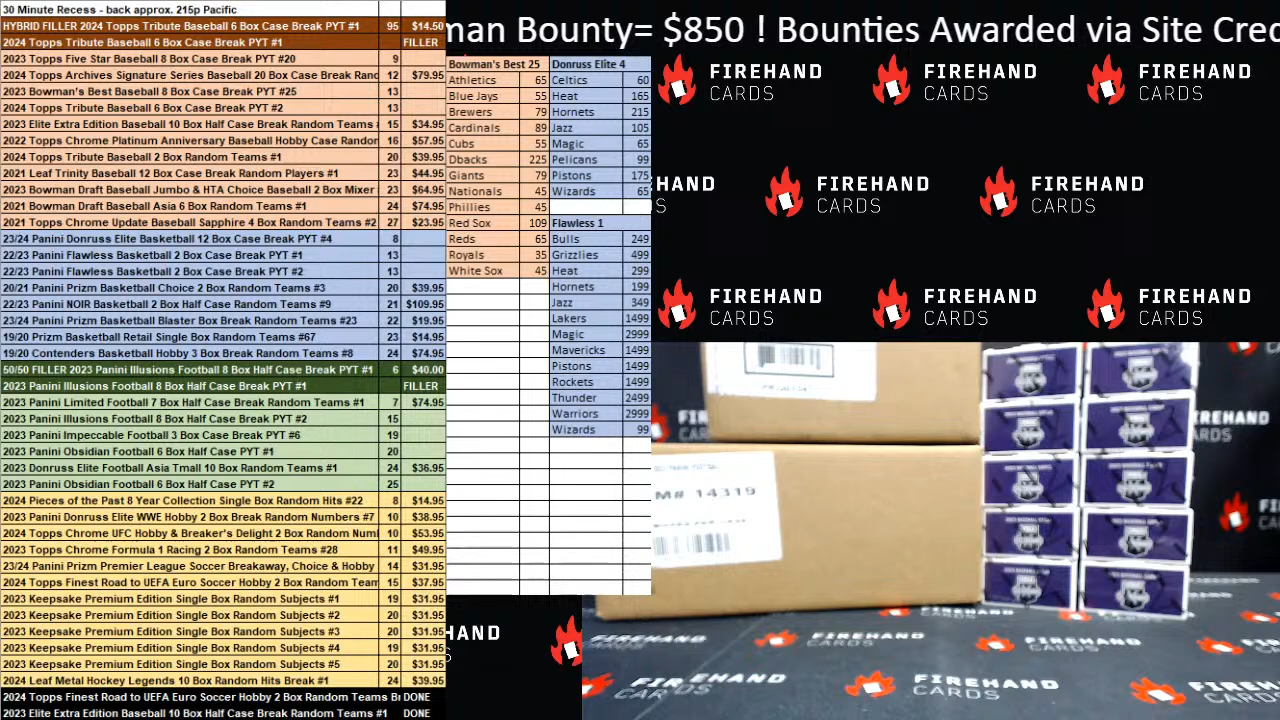 30 Minute Recess - back approx. 215p Pacific
HYBRID FILLER 2024 Topps Tribute Baseball 6 Box Case Break PYT #1 95 $14.50
2024 Topps Tribute Baseball 6 Box Case Break PYT #1 FILLER
2023 Topps Five Star Baseball 8 Box Case Break PYT #20 9
2024 Topps Archives Signature Series Baseball 20 Box Case Break Ranc 12 $79.95
2023 Bowman's Best Baseball 8 Box Case Break PYT #25 13
2024 Topps Tribute Baseball 6 Box Case Break PYT #2 13
2023 Elite Extra Edition Baseball 10 Box Half Case Break Random Teams 15 $34.95
2022 Topps Chrome Platinum Anniversary Baseball Hobby Case Break Random 16 $57.95
2024 Topps Tribute Baseball 2 Box Random Teams #1 20 $39.95
2021 Leaf Trinity Baseball 12 Box Case Break Random Players #1 23 $44.95
2023 Bowman Draft Baseball Jumbo & HTA Choice Baseball 2 Box Mixer 23 $64.95
2021 Bowman Draft Baseball Asia 6 Box Random Teams #1 24 $74.95
2021 Topps Chrome Update Baseball Sapphire 4 Box Random Teams #2 27 $23.95
23/24 Panini Donruss Elite Basketball 12 Box Case Break PYT #4 8
22/23 Panini Flawless Basketball 2 Box Case Break PYT #1 13
22/23 Panini Flawless Basketball 2 Box Case Break PYT #2 13
20/21 Panini Prizm Basketball Choice 2 Box Random Teams #3 20 $39.95
22/23 Panini NOIR Basketball 2 Box Half Case Random Teams #9 21 $109.95
23/24 Panini Prizm Basketball Blaster Box Break Random Teams #23 22 $19.95
19/20 Prizm Basketball Retail Single Box Random Teams #67 23 $14.95
19/20 Contenders Basketball Hobby 3 Box Break Random Teams #8 24 $74.95
50/50 FILLER 2023 Panini Illusions Football 8 Box Half Case Break PYT #1 6 $40.00
2023 Panini Illusions Football 8 Box Half Case Break PYT #1 FILLER
2023 Panini Limited Football 7 Box Half Case Break Random Teams #1 7 $74.95
2023 Panini Illusions Football 8 Box Half Case Break PYT #2 15
2023 Panini Impeccable Football 3 Box Case Break PYT #6 19
2023 Panini Obsidian Football 6 Box Half Case PYT #1 20
2023 Donruss Elite Football Asia Tmall 10 Box Random Teams #1 24 $36.95
2023 Panini Obsidian Football 6 Box Half Case PYT #2 25
2024 Pieces of the Past 8 Year Collection Single Box Random Hits #22 8 $14.95
2023 Panini Donruss Elite WWE Hobby 2 Box Break Random Numbers #7 10 $38.95
2024 Topps Chrome UFC Hobby & Breaker's Delight 2 Box Random Numl 10 $53.95
2023 Topps Chrome Formula 1 Racing 2 Box Random Teams #28 11 $49.95
23/24 Panini Prizm Premier League Soccer Breakaway, Choice & Hobby 14 $31.95
2024 Topps Finest Road to UEFA Euro Soccer Hobby 2 Box Random Team 15 $37.95
2023 Keepsake Premium Edition Single Box Random Subjects #1 19 $31.95
2023 Keepsake Premium Edition Single Box Random Subjects #2 20 $31.95
2023 Keepsake Premium Edition Single Box Random Subjects #3 20 $31.95
2023 Keepsake Premium Edition Single Box Random Subjects #4 19 $31.95
2023 Keepsake Premium Edition Single Box Random Subjects #5 20 $31.95
2024 Leaf Metal Hockey Legends 10 Box Random Hits Break #1 24 $39.95
2024 Topps Finest Road to UEFA Euro Soccer Hobby 2 Box Random Teams B DONE
2023 Elite Extra Edition Baseball 10 Box Half Case Break Random Teams #1 DONE
man Bounty= $850 ! Bounties Awarded via Site Cred
Bowman's Best 25
Athletics 65
Blue Jays 55
Brewers 79
Cardinals 89
Cubs 55
Dbacks 225
Giants 79
Nationals 45
Phillies 45
Red Sox 109
Reds 65
Royals 35
White Sox 45
Donruss Elite 4
Celtics 60
Heat 165
Hornets 215
Jazz 105
Magic 65
Pelicans 99
Pistons 175
Wizards 65
Flawless 1
Bulls 249
Grizzlies 499
Heat 299
Hornets 199
Jazz 349
Lakers 1499
Magic 2999
Mavericks 1499
Pistons 1499
Rockets 1499
Thunder 2499
Warriors 2999
Wizards 99
FIREHAND
CARDS
FIREHAND
CARDS
FIREHAND
CARDS
HAND
S
FIREHAND
CARDS
FIREHAND
CARDS
FIREHAND
CARDS
FIREHAND
CARDS
FIREHAND
CARDS
HAND
M# 14319
FIREHAND
CARDS
FIREHAND
FIREHAND
CARDS
FIREHAND
CARDS